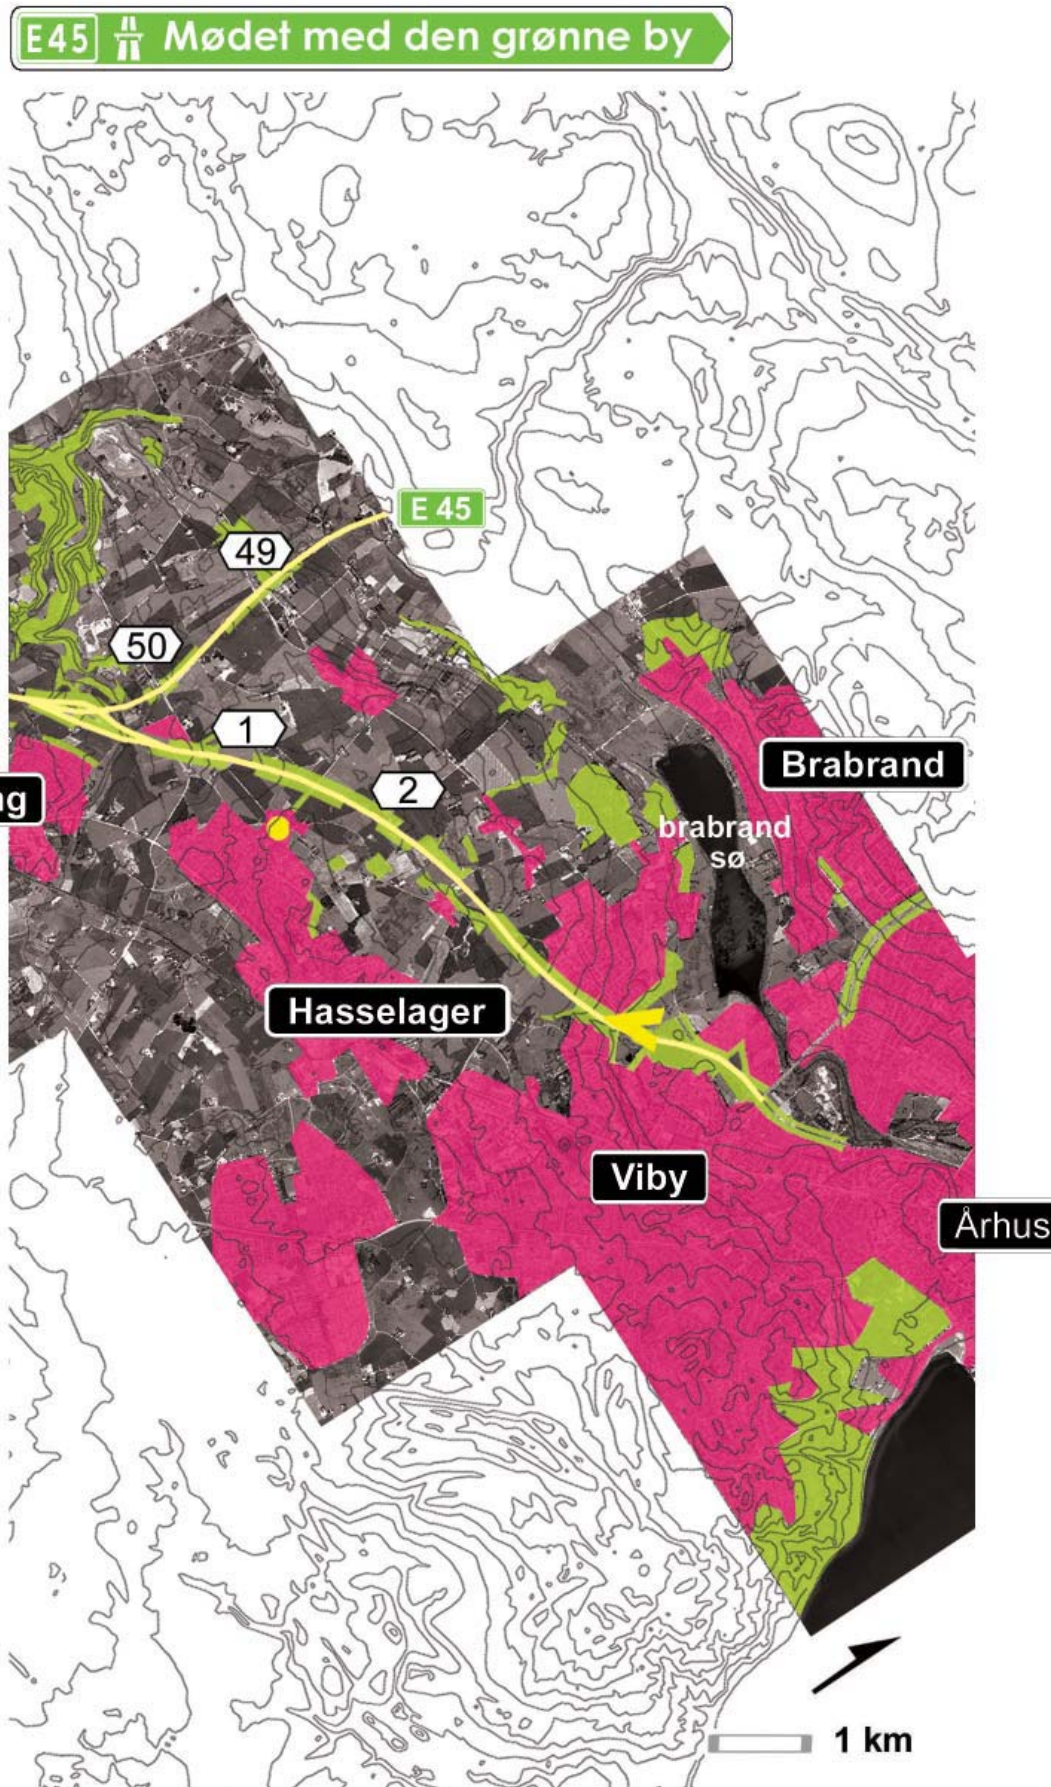 E45 Mødet med den grønne by
E 45
49
50
1
2
Brabrand
ng
brabrand
sø
Hasselager
Viby
Århus
1 km